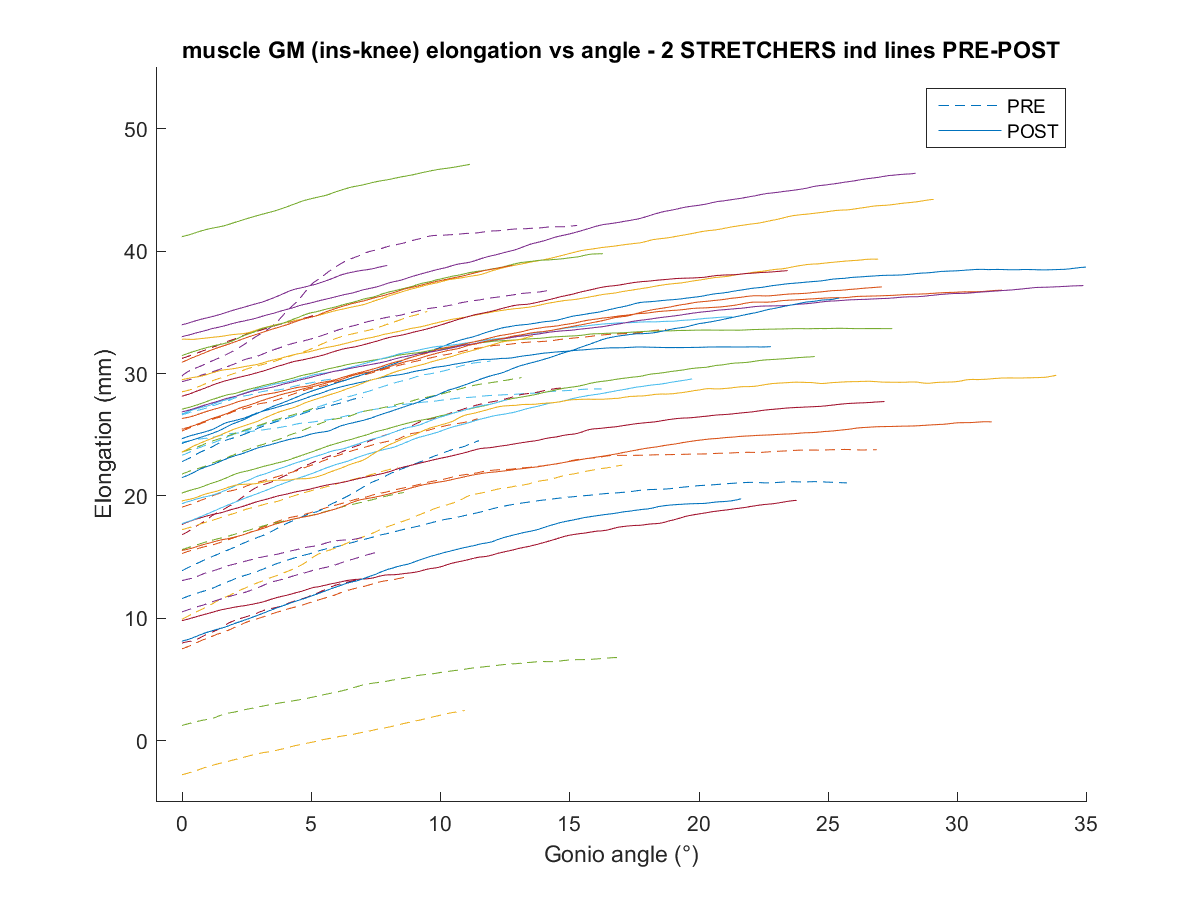 muscle GM (ins-knee) elongation vs angle - 2 STRETCHERS ind lines PRE-POST
PRE
POST
50
40
30
20
10
0
Elongation (mm)
0 5 10 15 20 25 30 35
Gonio angle (°)